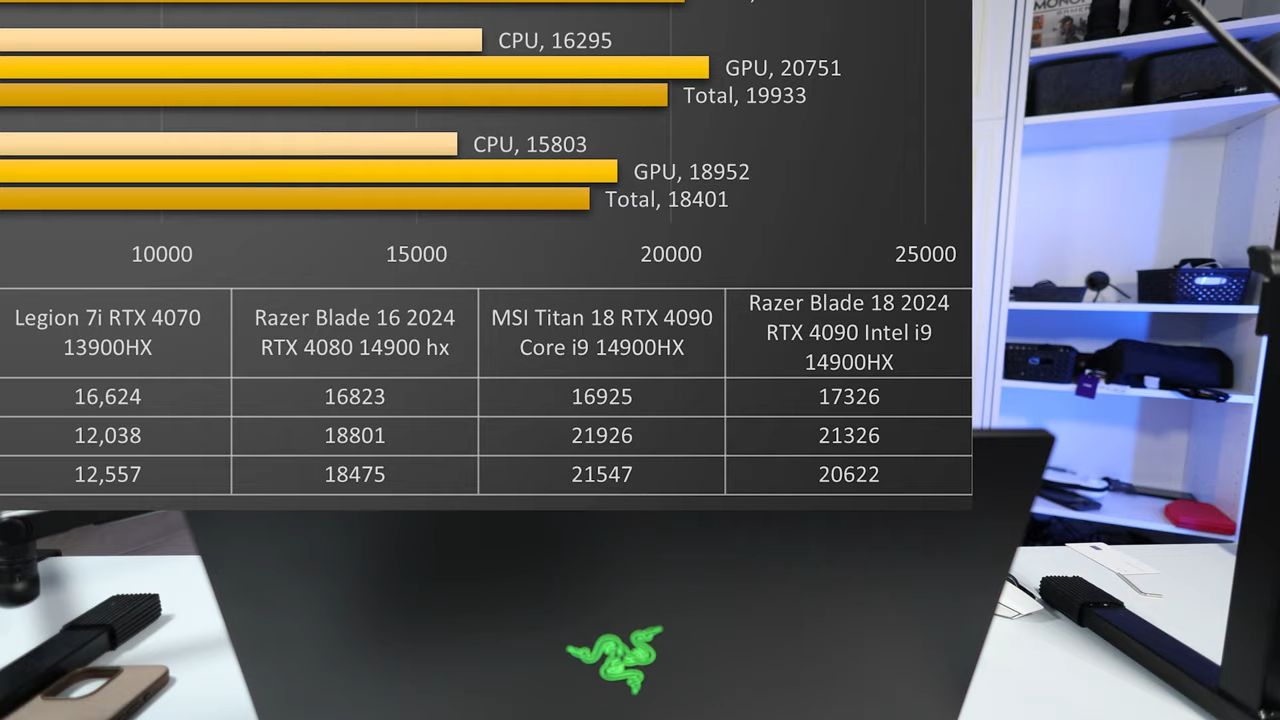 MONO
CPU, 16295
GPU, 20751
Total, 19933
CPU, 15803
GPU, 18952
Total, 18401
10000 15000 20000 25000
Legion 7i RTX 4070
13900HX
Razer Blade 16 2024
RTX 4080 14900 hx
MSI Titan 18 RTX 4090
Core i9 14900HX
Razer Blade 18 2024
RTX 4090 Intel i9
14900HX
16,624 16823 16925 17326
12,038 18801 21926 21326
12,557 18475 21547 20622